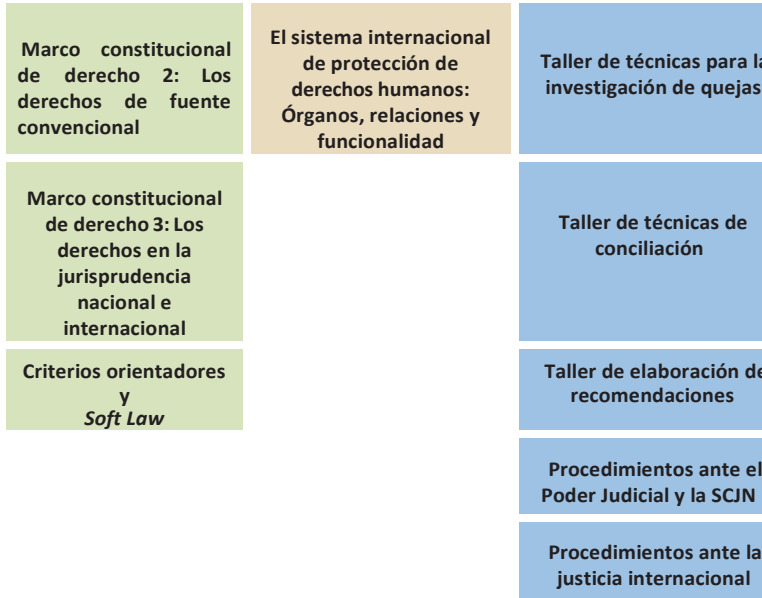 Marco constitucional
de derecho 2: Los
derechos de fuente
convencional
El sistema internacional
de protección de
derechos humanos:
Órganos, relaciones y
funcionalidad
Taller de técnicas para la
investigación de quejas
Marco constitucional
de derecho 3: Los
derechos en la
jurisprudencia
nacional e
internacional
Taller de técnicas de
conciliación
Criterios orientadores
y
Soft Law
Taller de elaboración de
recomendaciones
Procedimientos ante el
Poder Judicial y la SCJN
Procedimientos ante la
justicia internacional